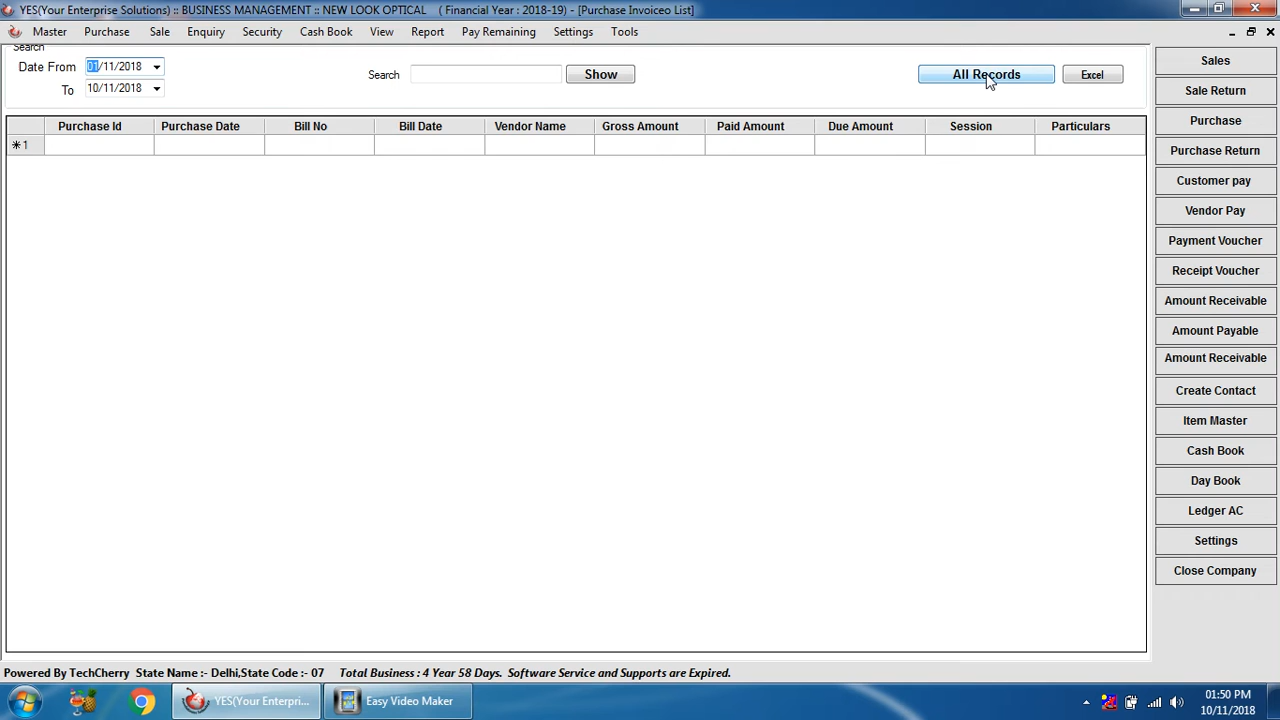 YES(Your Enterprise Solutions) :: BUSINESS MANAGEMENT :: NEW LOOK OPTICAL ( Financial Year : 2018-19) - [Purchase Invoiceo List]
Master Purchase Sale Enquiry Security Cash Book View Report Pay Remaining Settings Tools
Search
Date From 01/11/2018 Search Show All Records Excel
To 10/11/2018
Purchase Id Purchase Date Bill No Bill Date Vendor Name Gross Amount Paid Amount Due Amount Session Particulars
1
Sales
Sale Return
Purchase
Purchase Return
Customer pay
Vendor Pay
Payment Voucher
Receipt Voucher
Amount Receivable
Amount Payable
Amount Receivable
Create Contact
Item Master
Cash Book
Day Book
Ledger AC
Settings
Close Company
Powered By TechCherry State Name :- Delhi,State Code :- 07 Total Business : 4 Year 58 Days. Software Service and Supports are Expired.
YES(Your Enterpri... Easy Video Maker 01:50 PM
10/11/2018